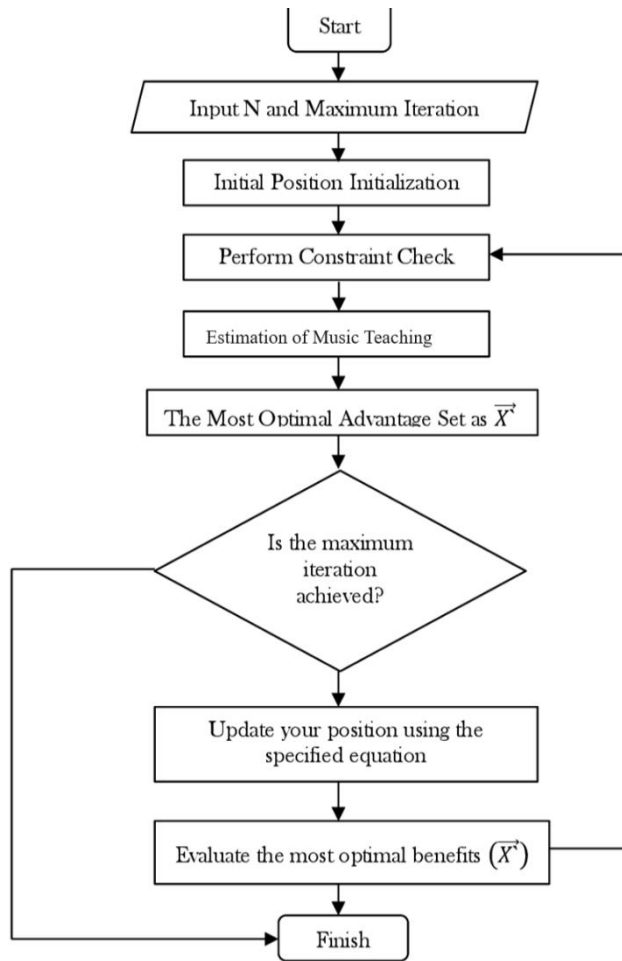 Start
Input N and Maximum Iteration
Initial Position Initialization
Perform Constraint Check
Estimation of Music Teaching
The Most Optimal Advantage Set as \(\overrightarrow{X^{*}}\)
Is the maximum
iteration
achieved?
Update your position using the
specified equation
Evaluate the most optimal benefits (\(\overrightarrow{X^{*}}\))
Finish